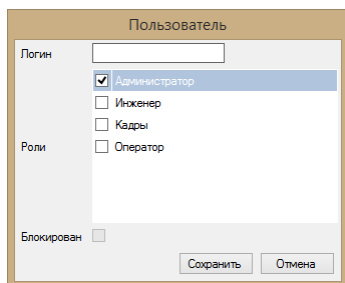 Пользователь
Логин
Администратор
Инженер
Кадры
Роли
Оператор
Блокирован
Сохранить
Отмена